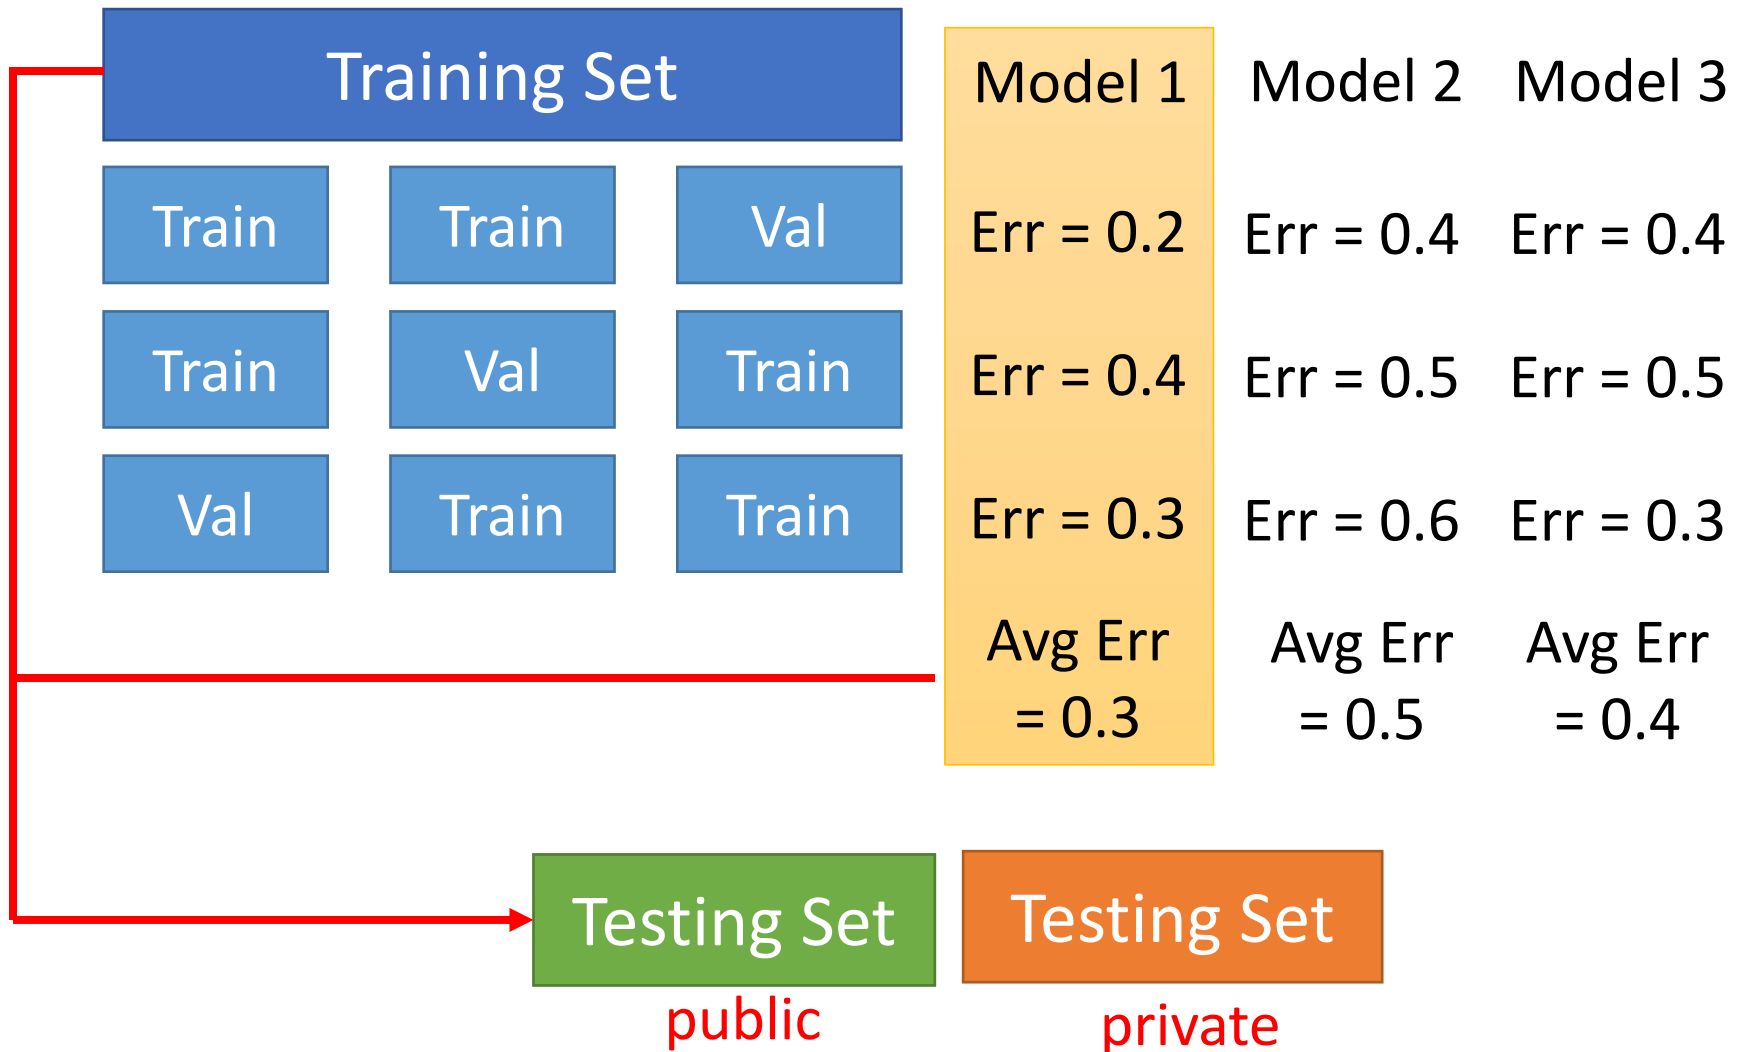 Training Set
Model 1 Model 2 Model 3
Train Train Val Err = 0.2 Err = 0.4 Err = 0.4
Train Val Train Err = 0.4 Err = 0.5 Err = 0.5
Val Train Train Err = 0.3 Err = 0.6 Err = 0.3
Avg Err Avg Err Avg Err
= 0.3 = 0.5 = 0.4
Testing Set Testing Set
public private